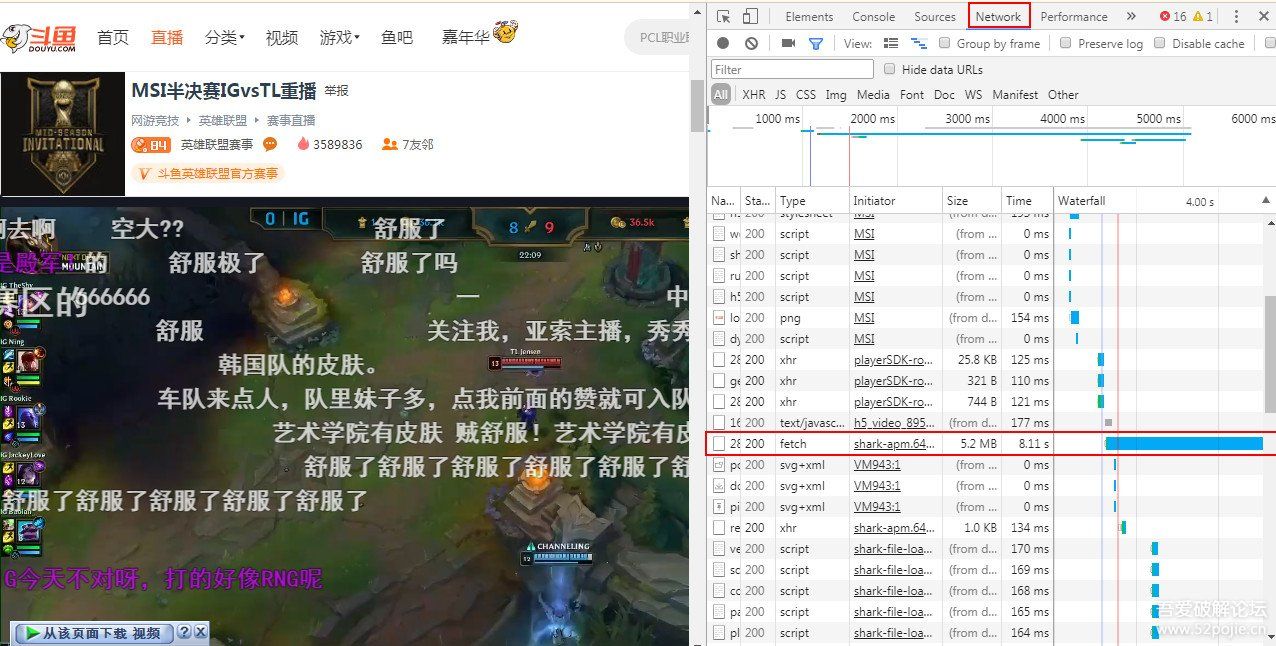 斗鱼
DOUYU.COM
首页 直播 分类 视频 游戏 鱼吧 嘉年华
PCL职业联
MID-SEASON
INVITATIONAL
MSI半决赛IGvsTL重播 举报
网游竞技 英雄联盟 赛事直播
84 英雄联盟赛事 3589836 7友邻
斗鱼英雄联盟官方赛事
0 IG 8 9 36.5k
22:09
阿去啊 空大?? 舒服了
是殿军!的
MOUNTAIN
舒服极了 舒服了吗
IG TheShy
赛区的 666666 一 中
舒服 关注我，亚索主播，秀秀
IG Ning
韩国队的皮肤。
TL Jensen
13
IG Rookie
车队来点人，队里妹子多，点我前面的赞就可入队
13
艺术学院有皮肤 贼舒服！艺术学院有皮
IG JackeyLove
舒服了舒服了舒服了舒服了舒服了舒
12
舒服了舒服了舒服了舒服了舒服了
IG Baolan
CHANNELING
12
G今天不对呀，打的好像RNG呢
从该页面下载 视频 ? X
Elements Console Sources Network Performance » 16 1
View: Group by frame Preserve log Disable cache
Filter Hide data URLs
All XHR JS CSS Img Media Font Doc WS Manifest Other
1000 ms 2000 ms 3000 ms 4000 ms 5000 ms 6000 ms
Na... Sta... Type Initiator Size Time Waterfall 4.00 s
200 stylesheet MSI (from ...
200 script MSI (from ... 0 ms
sh 200 script MSI (from ... 0 ms
ru 200 script MSI (from ... 0 ms
h5 200 script MSI (from ... 0 ms
lo 200 png MSI (from d... 154 ms
dy 200 script MSI (from ... 0 ms
200 xhr playerSDK-ro... 25.8 KB 125 ms
ge 200 xhr playerSDK-ro... 321 B 110 ms
28 200 xhr playerSDK-ro... 744 B 121 ms
16 200 text/javasc... h5_video_895... (from d... 177 ms
200 fetch shark-apm.64... 5.2 MB 8.11 s
200 svg+xml VM943:1 (from ... 0 ms
200 svg+xml VM943:1 (from ... 0 ms
pi 200 svg+xml VM943:1 (from ... 0 ms
re 200 xhr shark-apm.64... 1.0 KB 134 ms
200 script shark-file-loa... (from d... 170 ms
200 script shark-file-loa... (from d... 169 ms
200 script shark-file-loa... (from d... 168 ms
pa 200 script shark-file-loa... (from d... 165 ms
pl 200 script shark-file-loa... (from d... 164 ms
吾爱破解论坛
www.52pojie.cn